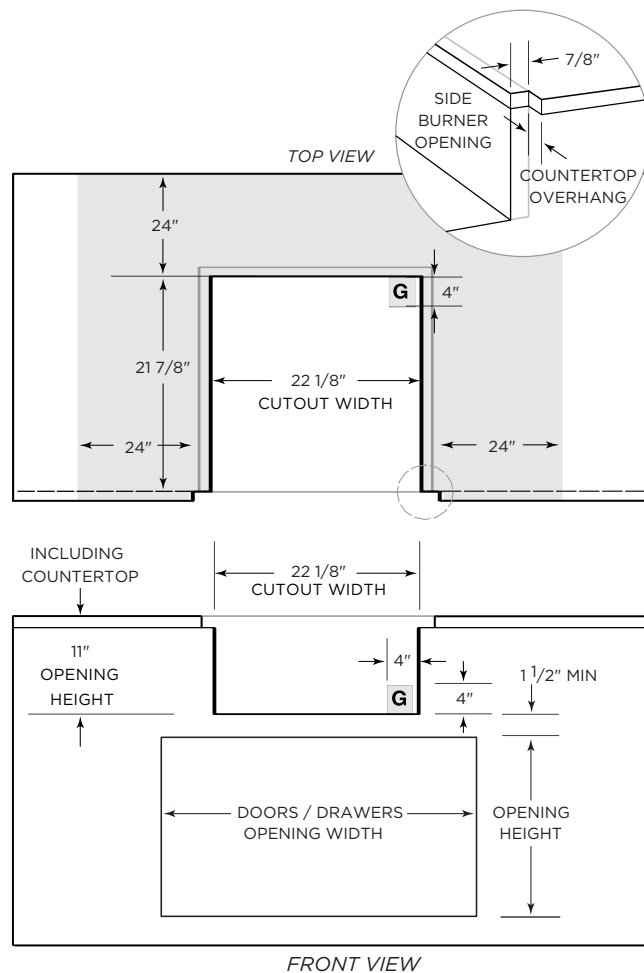 7/8"
SIDE
BURNER
OPENING
COUNTERTOP
OVERHANG
TOP VIEW
24"
G
4"
21 7/8"
22 1/8"
CUTOUT WIDTH
24"
24"
INCLUDING
COUNTERTOP
22 1/8"
CUTOUT WIDTH
11"
OPENING
HEIGHT
4"
G
4"
1 1/2" MIN
DOORS / DRAWERS
OPENING WIDTH
OPENING
HEIGHT
FRONT VIEW